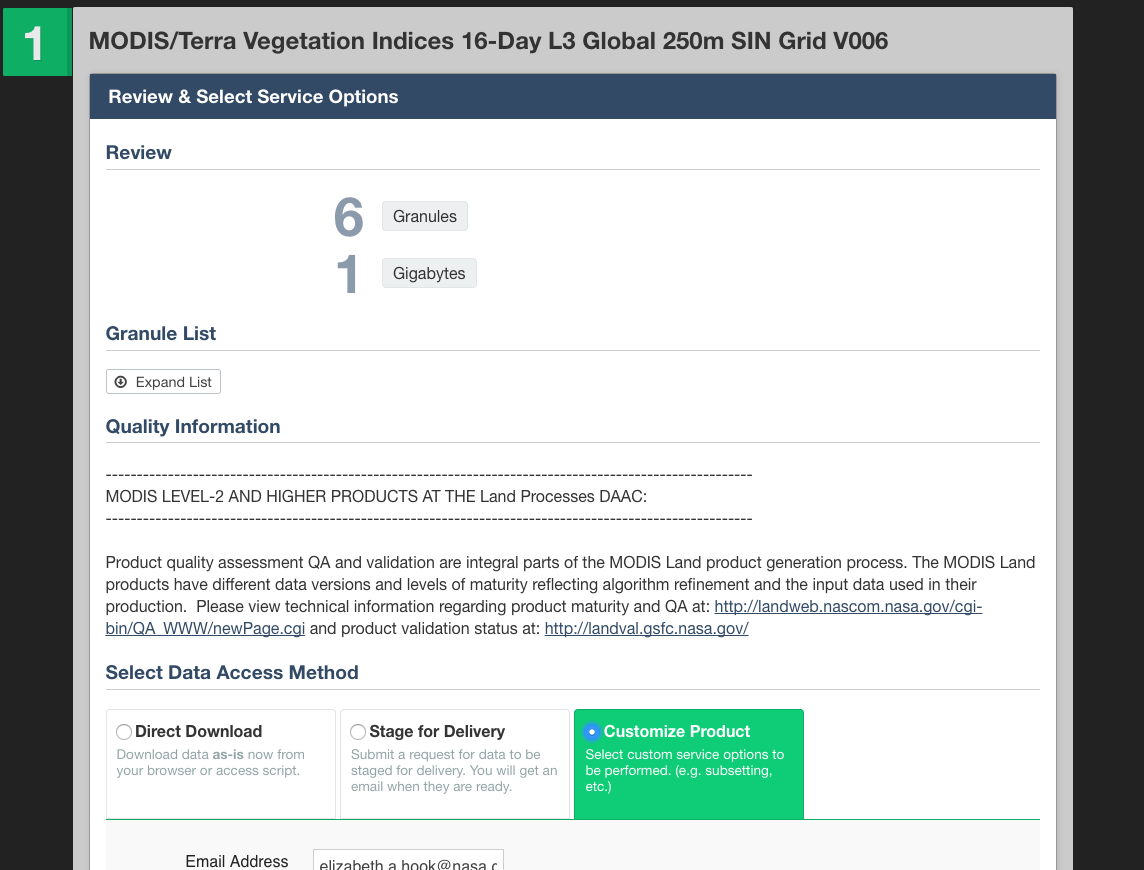 1
MODIS/Terra Vegetation Indices 16-Day L3 Global 250m SIN Grid V006
Review & Select Service Options
Review
6 Granules
1 Gigabytes
Granule List
Expand List
Quality Information
--------------------------------------------------------------------------------------------------------
MODIS LEVEL-2 AND HIGHER PRODUCTS AT THE Land Processes DAAC:
--------------------------------------------------------------------------------------------------------
Product quality assessment QA and validation are integral parts of the MODIS Land product generation process. The MODIS Land
products have different data versions and levels of maturity reflecting algorithm refinement and the input data used in their
production.  Please view technical information regarding product maturity and QA at: http://landweb.nascom.nasa.gov/cgi-
bin/QA_WWW/newPage.cgi and product validation status at: http://landval.gsfc.nasa.gov/
Select Data Access Method
Direct Download
Download data as-is now from
your browser or access script.
Stage for Delivery
Submit a request for data to be
staged for delivery. You will get an
email when they are ready.
Customize Product
Select custom service options to
be performed. (e.g. subsetting,
etc.)
Email Address elizabeth.a.hook@nasa.